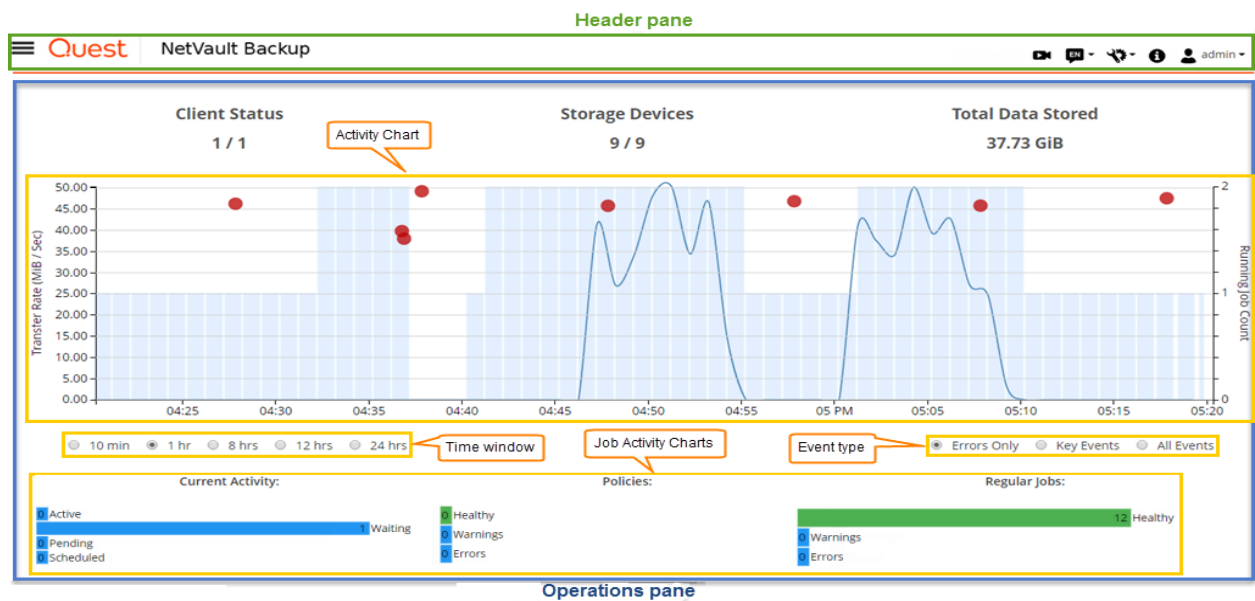 Header pane
Quest NetVault Backup
EN
admin
Client Status
1 / 1
Storage Devices
9 / 9
Total Data Stored
37.73 GiB
Activity Chart
Transfer Rate (MiB / Sec)
50.00
45.00
40.00
35.00
30.00
25.00
20.00
15.00
10.00
5.00
0.00
2
1
0
Running Job Count
04:25 04:30 04:35 04:40 04:45 04:50 04:55 05 PM 05:05 05:10 05:15 05:20
10 min 1 hr 8 hrs 12 hrs 24 hrs
Time window
Job Activity Charts
Event type
Errors Only Key Events All Events
Current Activity:
0 Active
1 Waiting
0 Pending
0 Scheduled
Policies:
0 Healthy
0 Warnings
0 Errors
Regular Jobs:
12 Healthy
0 Warnings
0 Errors
Operations pane